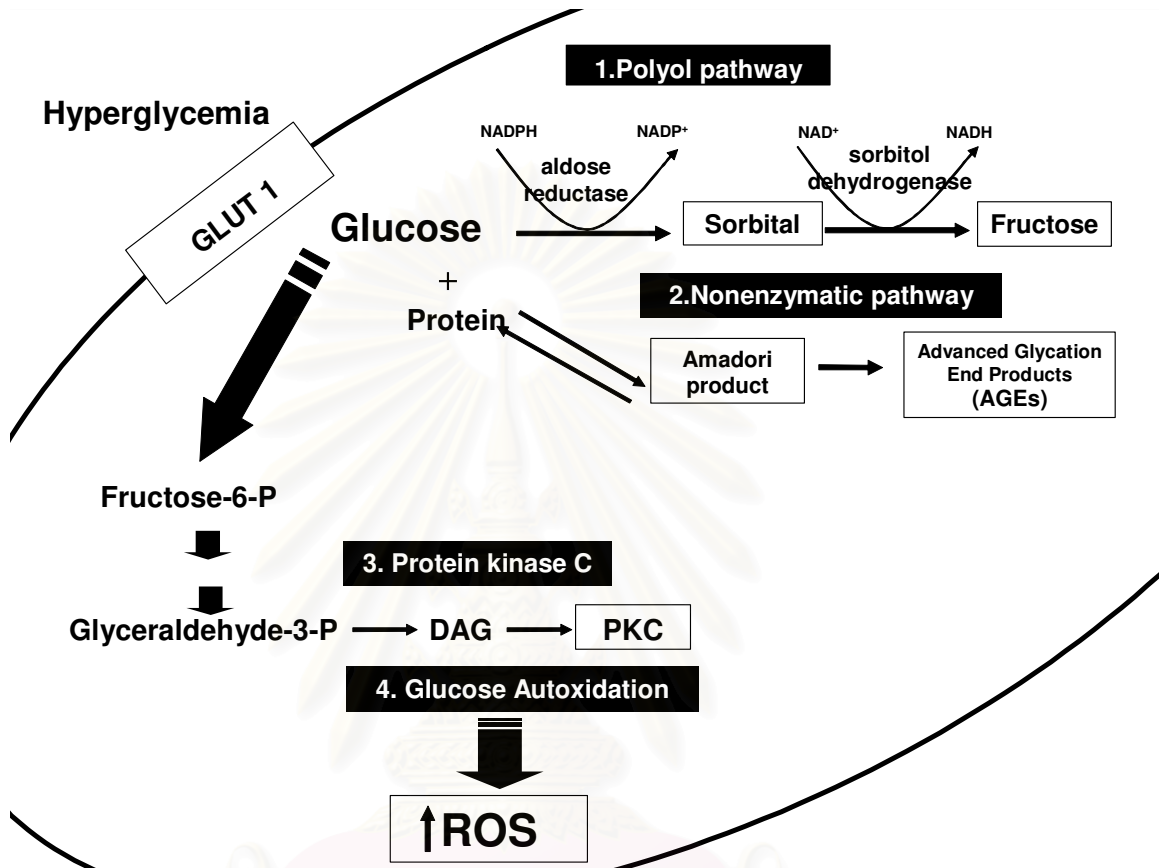 1.Polyol pathway
Hyperglycemia
GLUT 1
NADPH
NADP+
aldose
reductase
NAD+
NADH
sorbitol
dehydrogenase
Glucose
Sorbital
Fructose
+
Protein
2.Nonenzymatic pathway
Amadori
product
Advanced Glycation
End Products
(AGEs)
Fructose-6-P
3. Protein kinase C
Glyceraldehyde-3-P
DAG
PKC
4. Glucose Autoxidation
↑ROS